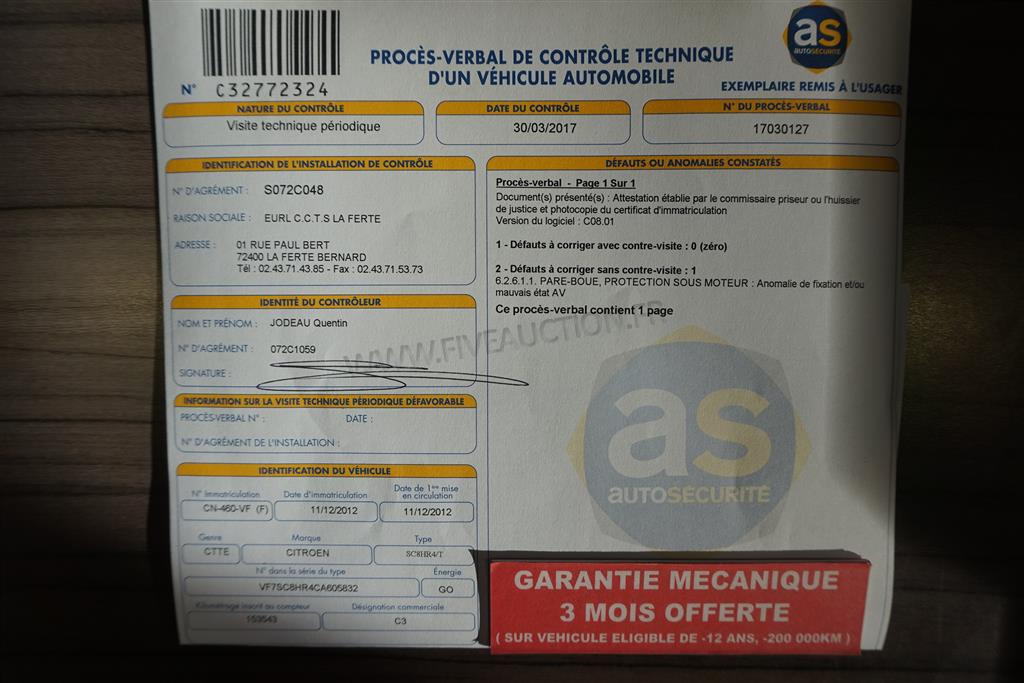 N° C32772324
PROCÈS-VERBAL DE CONTRÔLE TECHNIQUE
D'UN VÉHICULE AUTOMOBILE
as
AUTOSÉCURITÉ
EXEMPLAIRE REMIS À L'USAGER
NATURE DU CONTRÔLE
Visite technique périodique
DATE DU CONTRÔLE
30/03/2017
N° DU PROCÈS-VERBAL
17030127
IDENTIFICATION DE L'INSTALLATION DE CONTRÔLE
N° D'AGRÉMENT : S072C048
RAISON SOCIALE : EURL C.C.T.S LA FERTE
ADRESSE : 01 RUE PAUL BERT
72400 LA FERTE BERNARD
Tél : 02.43.71.43.85 - Fax : 02.43.71.53.73
IDENTITÉ DU CONTRÔLEUR
NOM ET PRÉNOM : JODEAU Quentin
N° D'AGRÉMENT : 072C1059
SIGNATURE :
INFORMATION SUR LA VISITE TECHNIQUE PÉRIODIQUE DÉFAVORABLE
PROCÈS-VERBAL N° : DATE :
N° D'AGRÉMENT DE L'INSTALLATION :
IDENTIFICATION DU VÉHICULE
N° Immatriculation
CN-460-VF (F)
Date d'immatriculation
11/12/2012
Date de 1ère mise
en circulation
11/12/2012
Genre
CTTE
Marque
CITROEN
Type
SC8HR4/T
N° dans la série du type
VF7SC8HR4CA605832
Énergie
GO
Kilométrage inscrit au compteur
153543
Désignation commerciale
C3
DÉFAUTS OU ANOMALIES CONSTATÉS
Procès-verbal - Page 1 Sur 1
Document(s) présenté(s) : Attestation établie par le commissaire priseur ou l'huissier
de justice et photocopie du certificat d'immatriculation
Version du logiciel : C08.01
1 - Défauts à corriger avec contre-visite : 0 (zéro)
2 - Défauts à corriger sans contre-visite : 1
6.2.6.1.1. PARE-BOUE, PROTECTION SOUS MOTEUR : Anomalie de fixation et/ou
mauvais état AV
Ce procès-verbal contient 1 page
WWW.FIVEAUCTION.FR
as
AUTOSÉCURITÉ
GARANTIE MECANIQUE
3 MOIS OFFERTE
( SUR VEHICULE ELIGIBLE DE -12 ANS, -200 000KM )